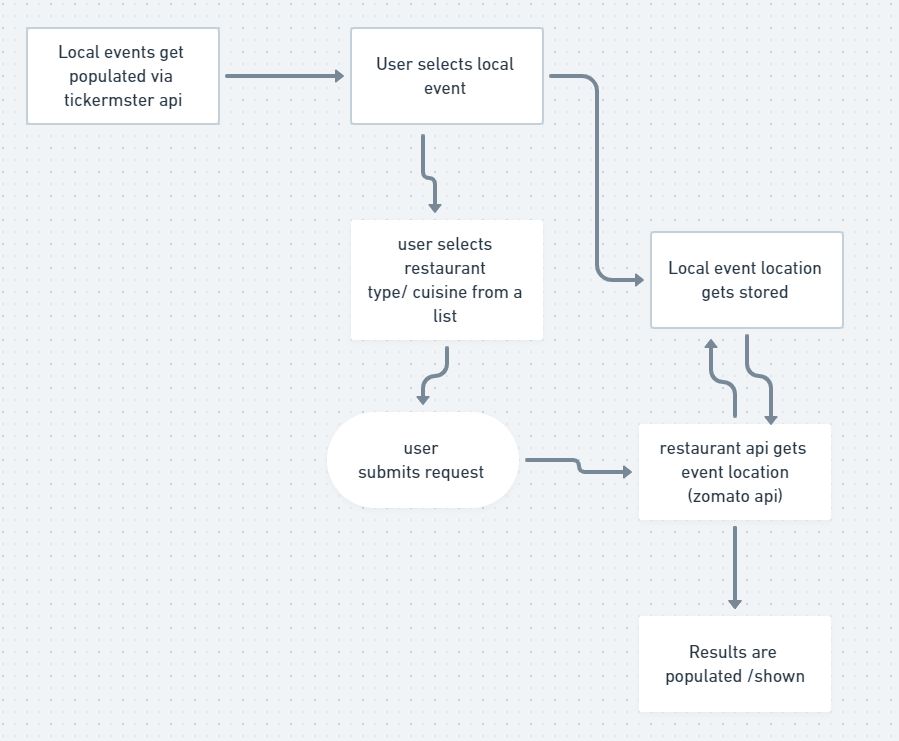 Local events get
populated via
tickermster api
User selects local
event
user selects
restaurant
type/ cuisine from a
list
Local event location
gets stored
user
submits request
restaurant api gets
event location
(zomato api)
Results are
populated /shown